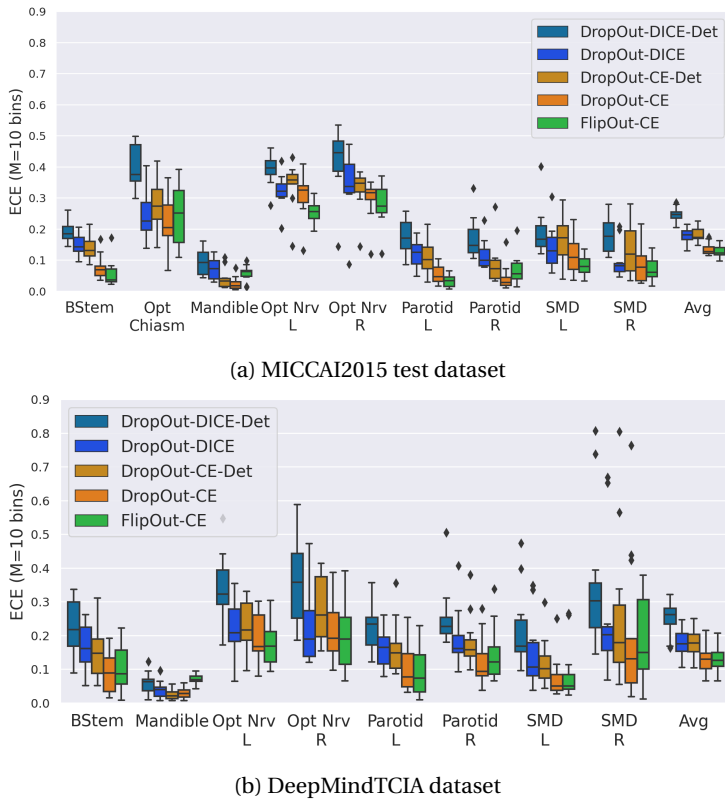 0.9
0.8
0.7
0.6
0.5
0.4
0.3
0.2
0.1
0.0
ECE (M=10 bins)
DropOut-DICE-Det
DropOut-DICE
DropOut-CE-Det
DropOut-CE
FlipOut-CE
BStem Opt Mandible Opt Nrv Opt Nrv Parotid Parotid SMD SMD Avg
Chiasm L R L R L R
(a) MICCAI2015 test dataset
0.9
0.8
0.7
0.6
0.5
0.4
0.3
0.2
0.1
0.0
ECE (M=10 bins)
DropOut-DICE-Det
DropOut-DICE
DropOut-CE-Det
DropOut-CE
FlipOut-CE
BStem Mandible Opt Nrv Opt Nrv Parotid Parotid SMD SMD Avg
L R L R L R
(b) DeepMindTCIA dataset